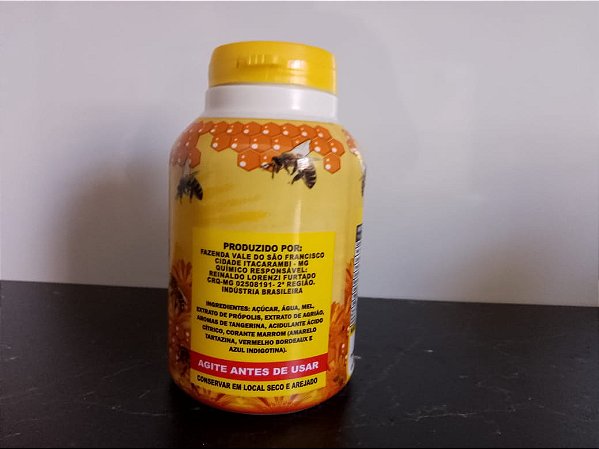 PRODUZIDO POR:
FAZENDA VALE DO SÃO FRANCISCO
CIDADE ITACARAMBI - MG
QUÍMICO RESPONSÁVEL:
REINALDO LORENZI FURTADO
CRQ-MG 02508191- 2ª REGIÃO.
INDÚSTRIA BRASILEIRA
INGREDIENTES: AÇÚCAR, ÁGUA, MEL,
EXTRATO DE PRÓPOLIS, EXTRATO DE AGRIÃO,
AROMAS DE TANGERINA, ACIDULANTE ÁCIDO
CÍTRICO, CORANTE MARROM (AMARELO
TARTAZINA, VERMELHO BORDEAUX E
AZUL INDIGOTINA).
AGITE ANTES DE USAR
CONSERVAR EM LOCAL SECO E AREJADO